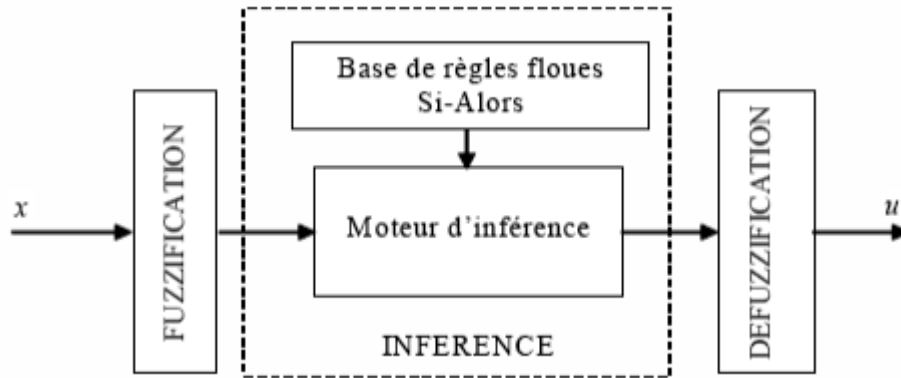 Base de règles floues
Si-Alors
x
FUZZIFICATION
Moteur d'inférence
DEFUZZIFICATION
u
INFERENCE